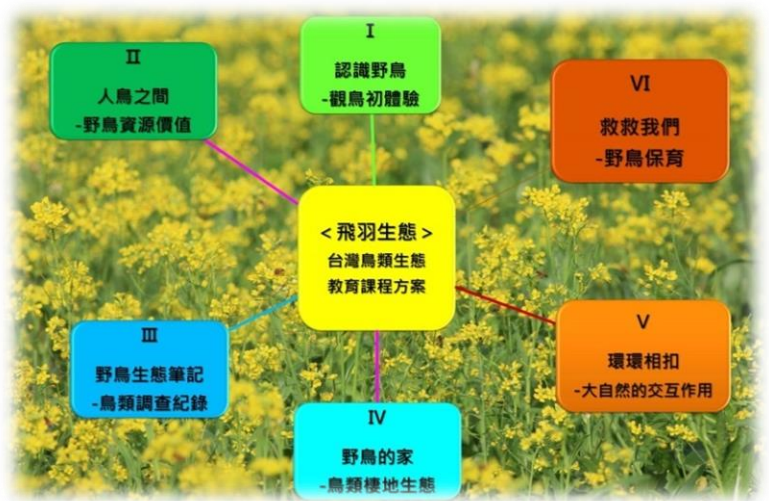 <飛羽生態>
台灣鳥類生態
教育課程方案
I
認識野鳥
-觀鳥初體驗
II
人鳥之間
-野鳥資源價值
III
野鳥生態筆記
-鳥類調查紀錄
IV
野鳥的家
-鳥類棲地生態
V
環環相扣
-大自然的交互作用
VI
救救我們
-野鳥保育